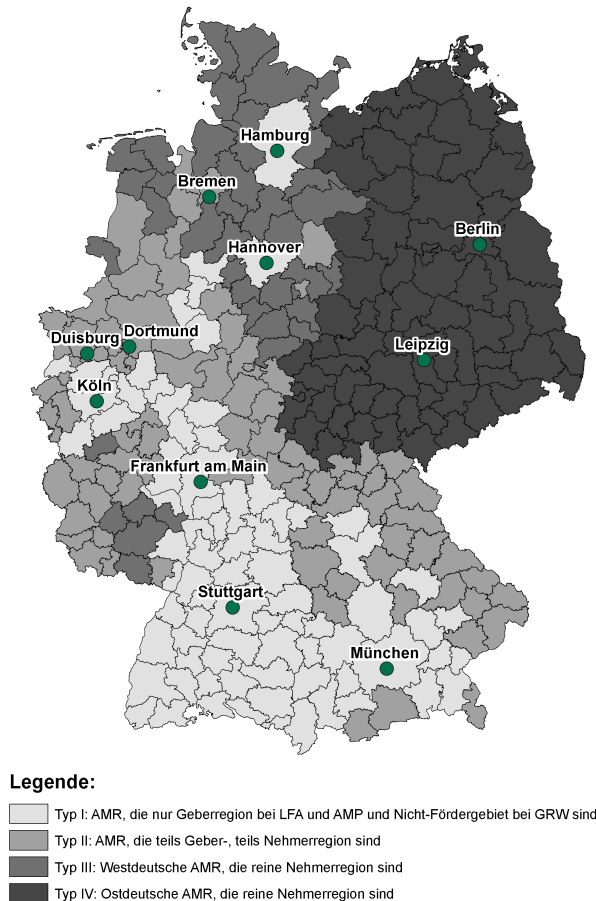 Hamburg
Bremen
Berlin
Hannover
Duisburg
Dortmund
Leipzig
Köln
Frankfurt am Main
Stuttgart
München
Legende:
Typ I: AMR, die nur Geberregion bei LFA und AMP und Nicht-Fördergebiet bei GRW sind
Typ II: AMR, die teils Geber-, teils Nehmerregion sind
Typ III: Westdeutsche AMR, die reine Nehmerregion sind
Typ IV: Ostdeutsche AMR, die reine Nehmerregion sind